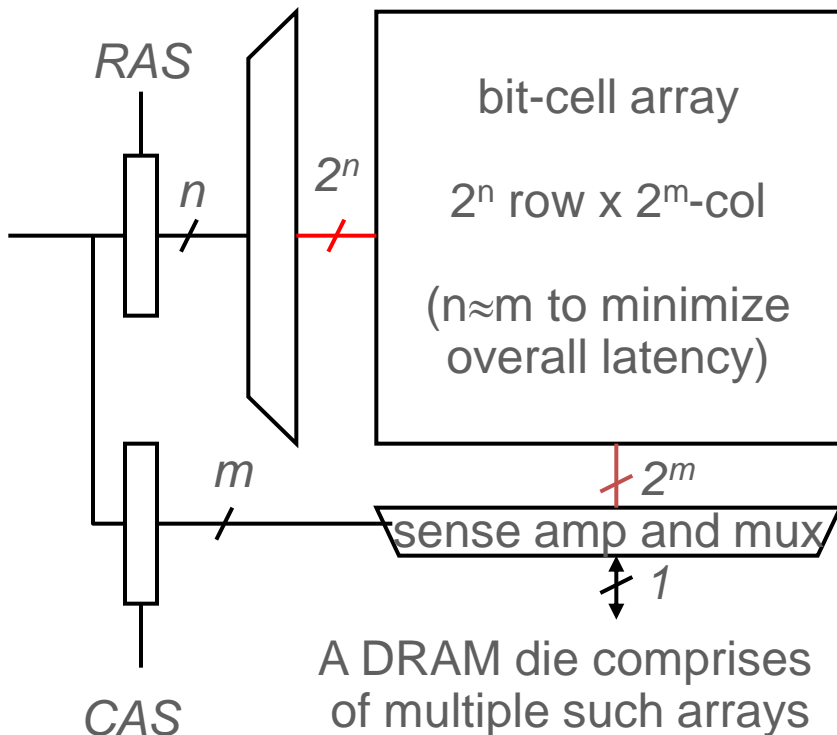 RAS
n
2ⁿ
bit-cell array
2ⁿ row x 2ᵐ-col
(n≈m to minimize
overall latency)
m
2ᵐ
sense amp and mux
1
CAS
A DRAM die comprises
of multiple such arrays